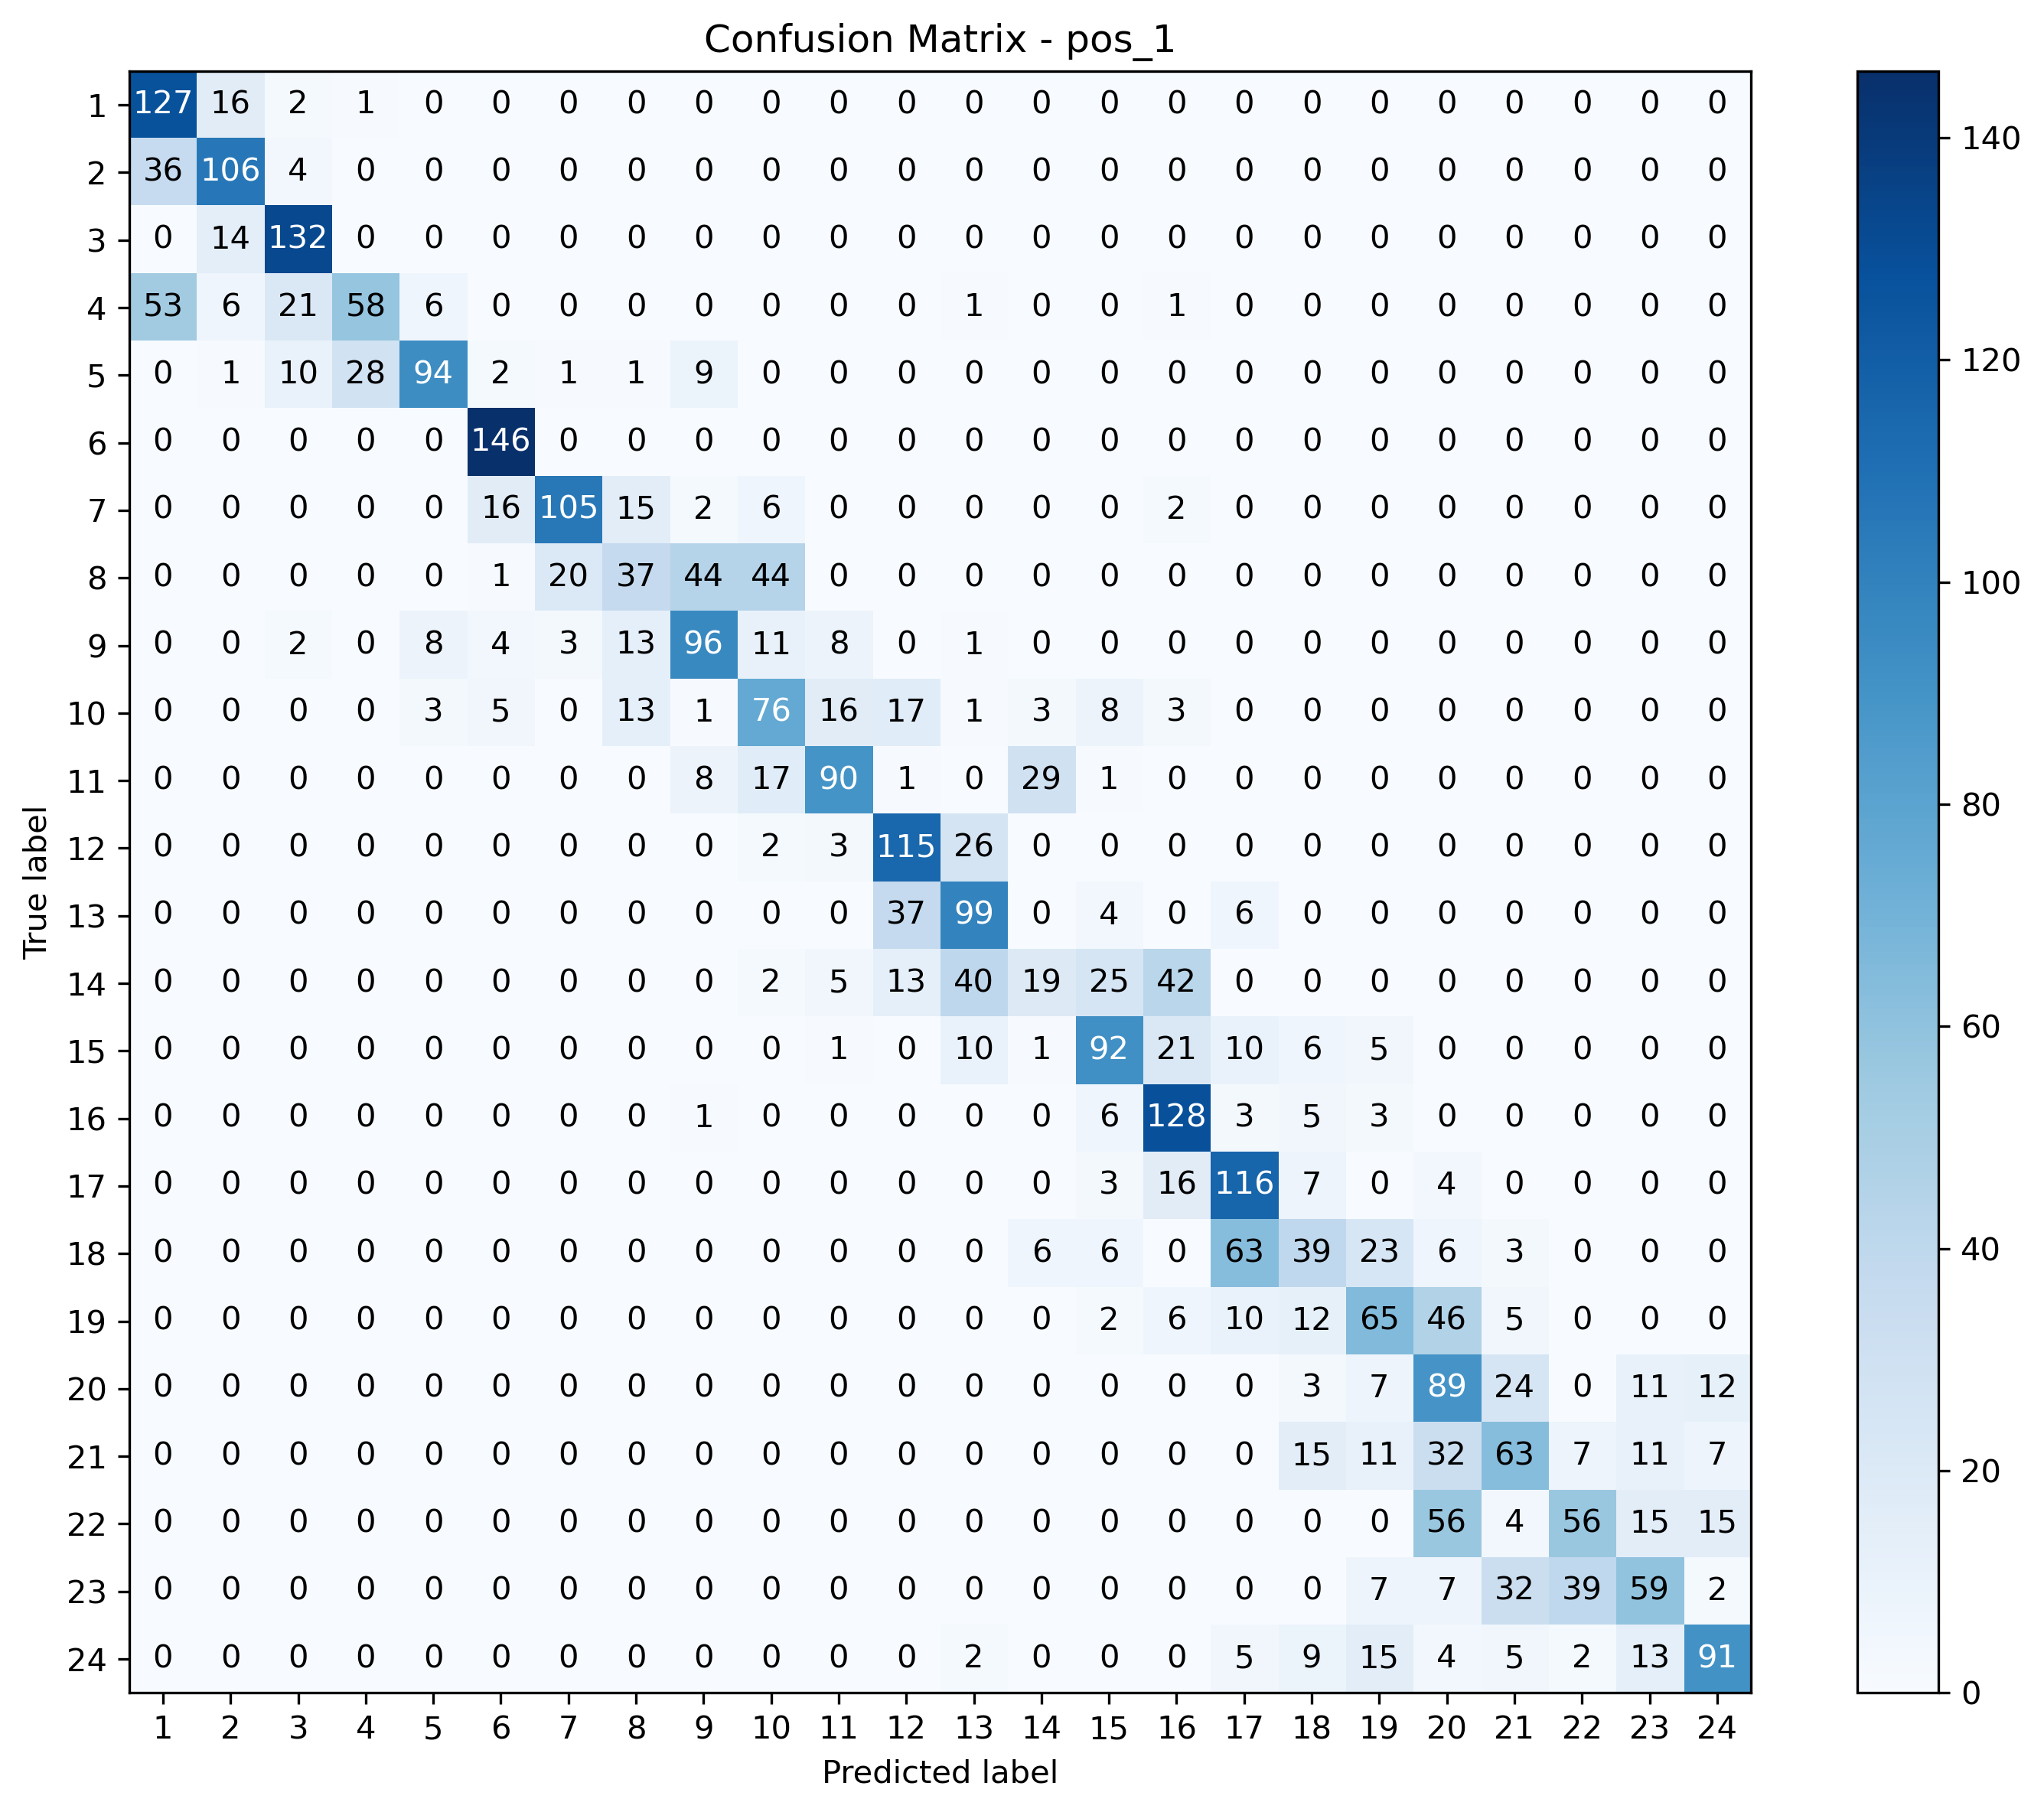 Confusion Matrix - pos_1
1 127 16 2 1 0 0 0 0 0 0 0 0 0 0 0 0 0 0 0 0 0 0 0 0
2 36 106 4 0 0 0 0 0 0 0 0 0 0 0 0 0 0 0 0 0 0 0 0 0
3 0 14 132 0 0 0 0 0 0 0 0 0 0 0 0 0 0 0 0 0 0 0 0 0
4 53 6 21 58 6 0 0 0 0 0 0 0 1 0 0 1 0 0 0 0 0 0 0 0
5 0 1 10 28 94 2 1 1 9 0 0 0 0 0 0 0 0 0 0 0 0 0 0 0
6 0 0 0 0 0 146 0 0 0 0 0 0 0 0 0 0 0 0 0 0 0 0 0 0
7 0 0 0 0 0 16 105 15 2 6 0 0 0 0 0 2 0 0 0 0 0 0 0 0
8 0 0 0 0 0 1 20 37 44 44 0 0 0 0 0 0 0 0 0 0 0 0 0 0
9 0 0 2 0 8 4 3 13 96 11 8 0 1 0 0 0 0 0 0 0 0 0 0 0
10 0 0 0 0 3 5 0 13 1 76 16 17 1 3 8 3 0 0 0 0 0 0 0 0
11 0 0 0 0 0 0 0 0 8 17 90 1 0 29 1 0 0 0 0 0 0 0 0 0
12 0 0 0 0 0 0 0 0 0 2 3 115 26 0 0 0 0 0 0 0 0 0 0 0
13 0 0 0 0 0 0 0 0 0 0 0 37 99 0 4 0 6 0 0 0 0 0 0 0
14 0 0 0 0 0 0 0 0 0 2 5 13 40 19 25 42 0 0 0 0 0 0 0 0
15 0 0 0 0 0 0 0 0 0 0 1 0 10 1 92 21 10 6 5 0 0 0 0 0
16 0 0 0 0 0 0 0 0 1 0 0 0 0 0 6 128 3 5 3 0 0 0 0 0
17 0 0 0 0 0 0 0 0 0 0 0 0 0 0 3 16 116 7 0 4 0 0 0 0
18 0 0 0 0 0 0 0 0 0 0 0 0 0 6 6 0 63 39 23 6 3 0 0 0
19 0 0 0 0 0 0 0 0 0 0 0 0 0 0 2 6 10 12 65 46 5 0 0 0
20 0 0 0 0 0 0 0 0 0 0 0 0 0 0 0 0 0 3 7 89 24 0 11 12
21 0 0 0 0 0 0 0 0 0 0 0 0 0 0 0 0 0 15 11 32 63 7 11 7
22 0 0 0 0 0 0 0 0 0 0 0 0 0 0 0 0 0 0 0 56 4 56 15 15
23 0 0 0 0 0 0 0 0 0 0 0 0 0 0 0 0 0 0 7 7 32 39 59 2
24 0 0 0 0 0 0 0 0 0 0 0 0 2 0 0 0 5 9 15 4 5 2 13 91
1 2 3 4 5 6 7 8 9 10 11 12 13 14 15 16 17 18 19 20 21 22 23 24
Predicted label
True label
140
120
100
80
60
40
20
0